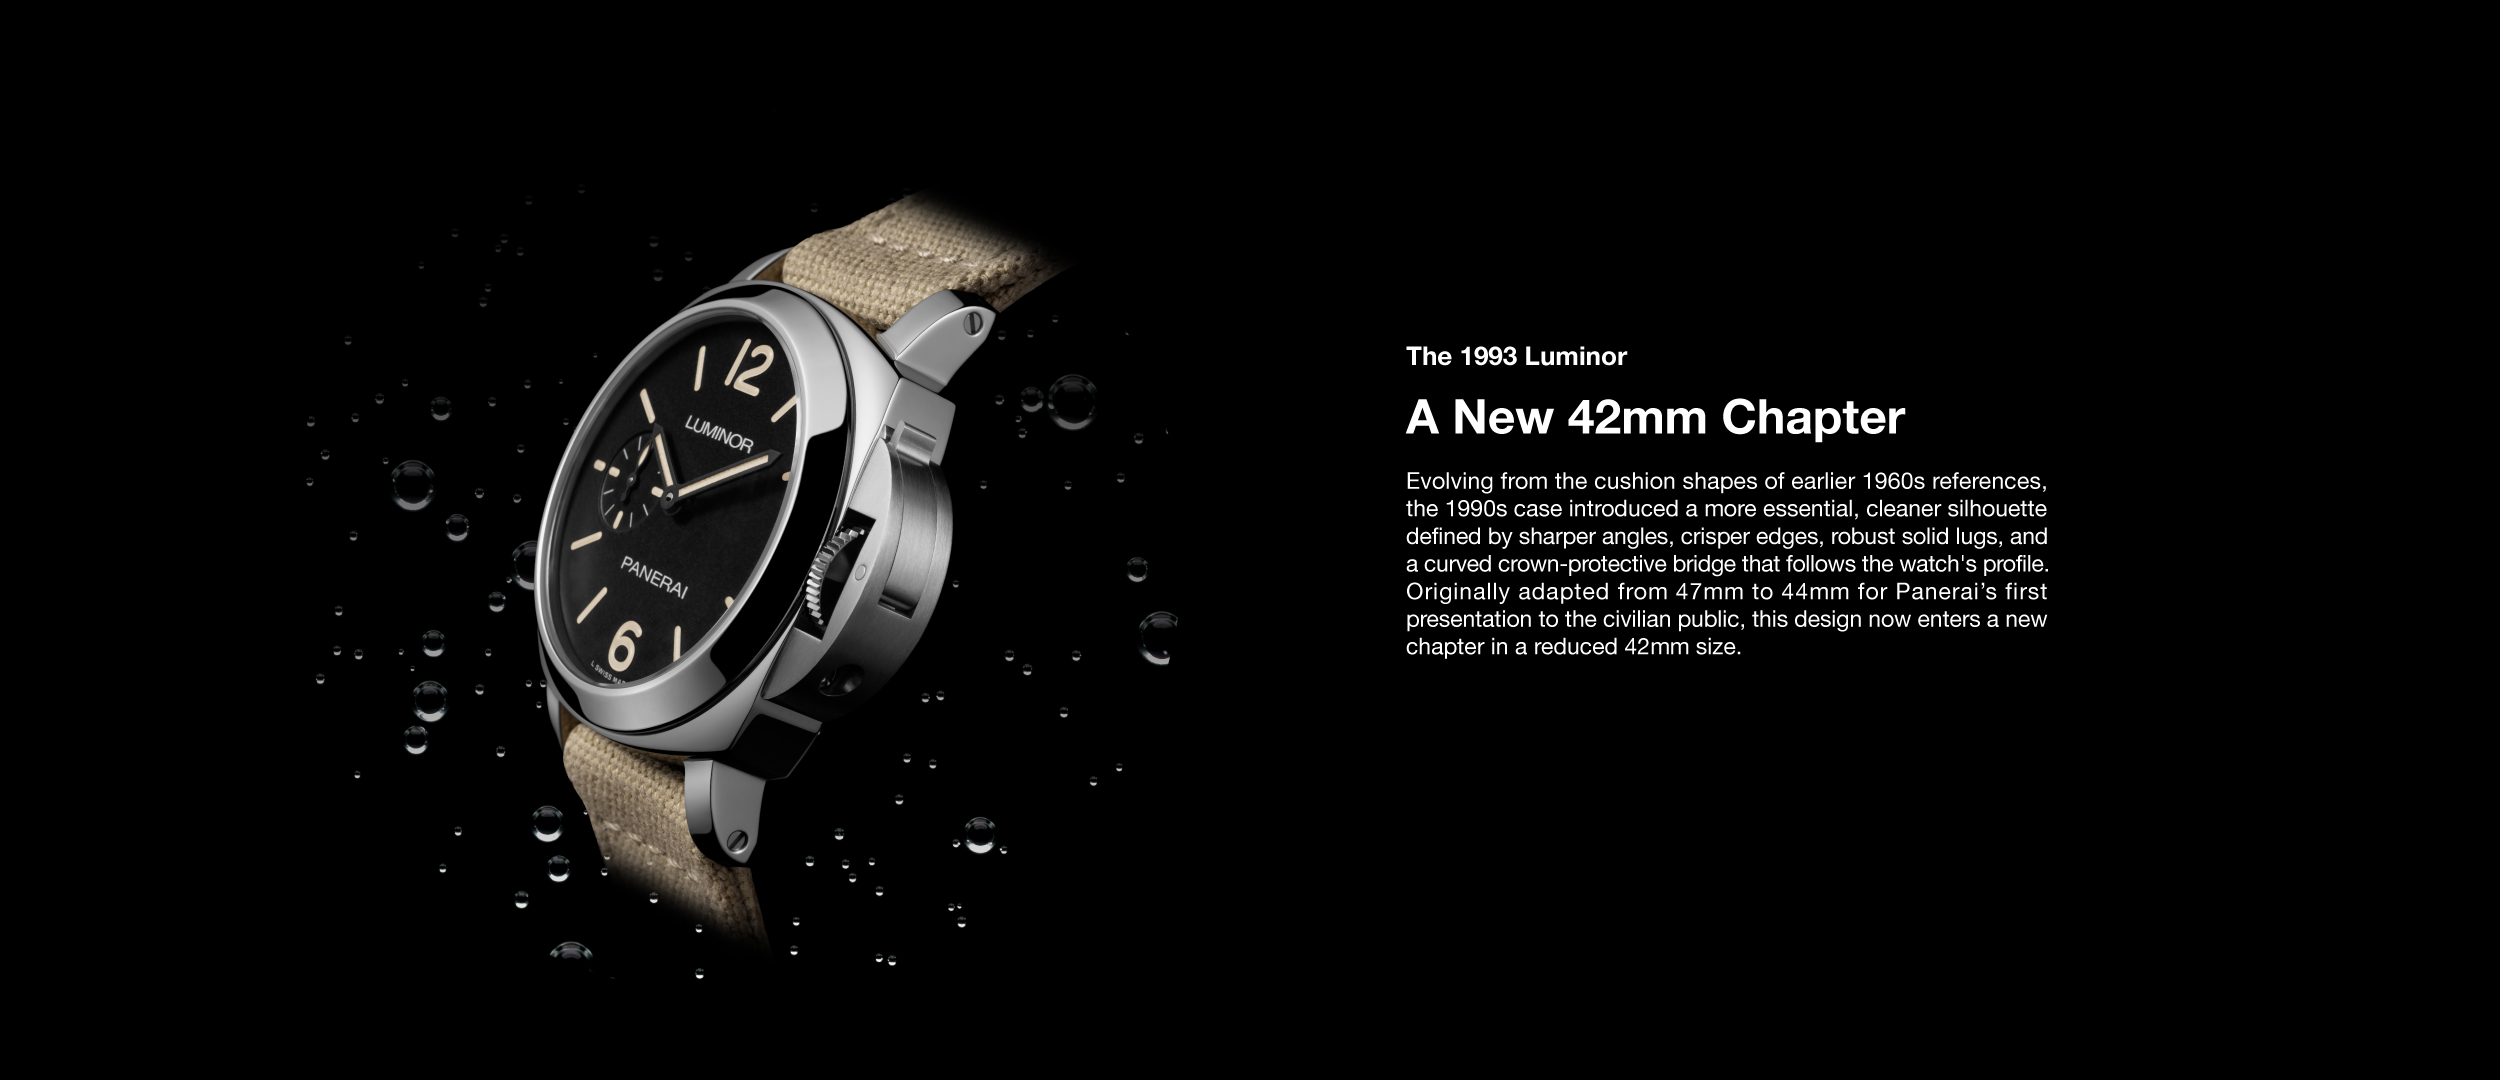 12
LUMINOR
PANERAI
6
The 1993 Luminor
A New 42mm Chapter
Evolving from the cushion shapes of earlier 1960s references,
the 1990s case introduced a more essential, cleaner silhouette
defined by sharper angles, crisper edges, robust solid lugs, and
a curved crown-protective bridge that follows the watch's profile.
Originally adapted from 47mm to 44mm for Panerai’s first
presentation to the civilian public, this design now enters a new
chapter in a reduced 42mm size.